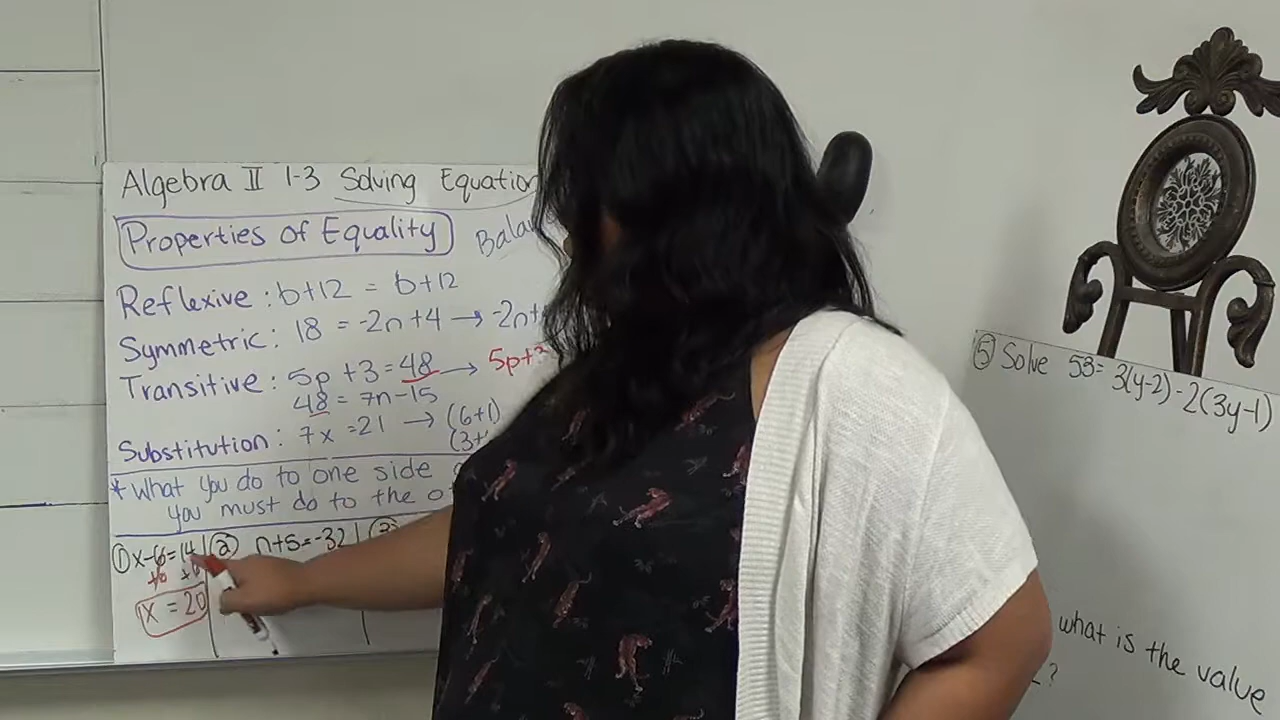 Algebra II 1-3 Solving Equation
Properties of Equality
Reflexive: b+12 = b+12
Symmetric: 18 = -2n+4 → -2n+
Transitive: 5p+3=48 → 5p+3
48 = 7n-15
Substitution: 7x=21 → (6+1)
* What you do to one side
you must do to the
① x-6=14
+6 +6
x = 20
② n+5=-32
⑤ Solve 53=3(y-2)-2(3y-1)
what is the value